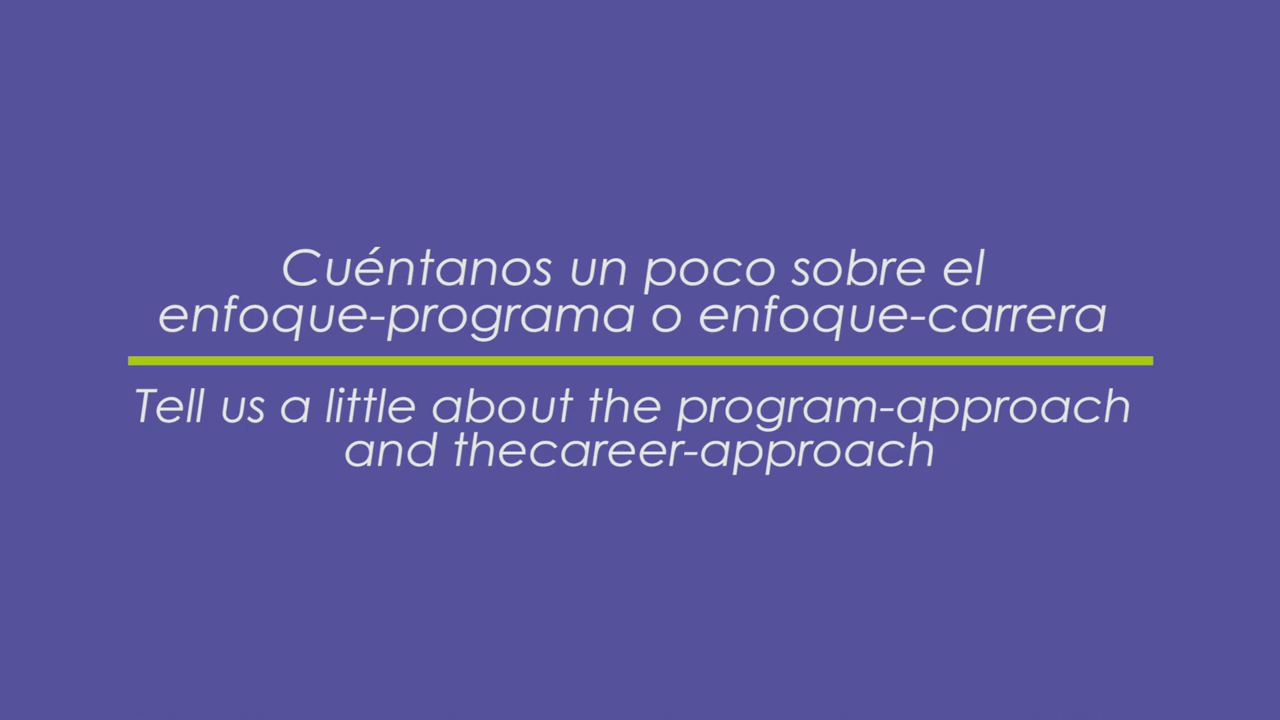 Cuéntanos un poco sobre el
enfoque-programa o enfoque-carrera
Tell us a little about the program-approach
and thecareer-approach